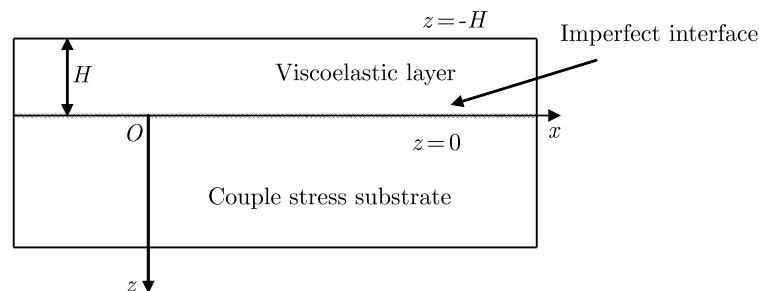 z = -H
Imperfect interface
H
Viscoelastic layer
O
z = 0
x
Couple stress substrate
z